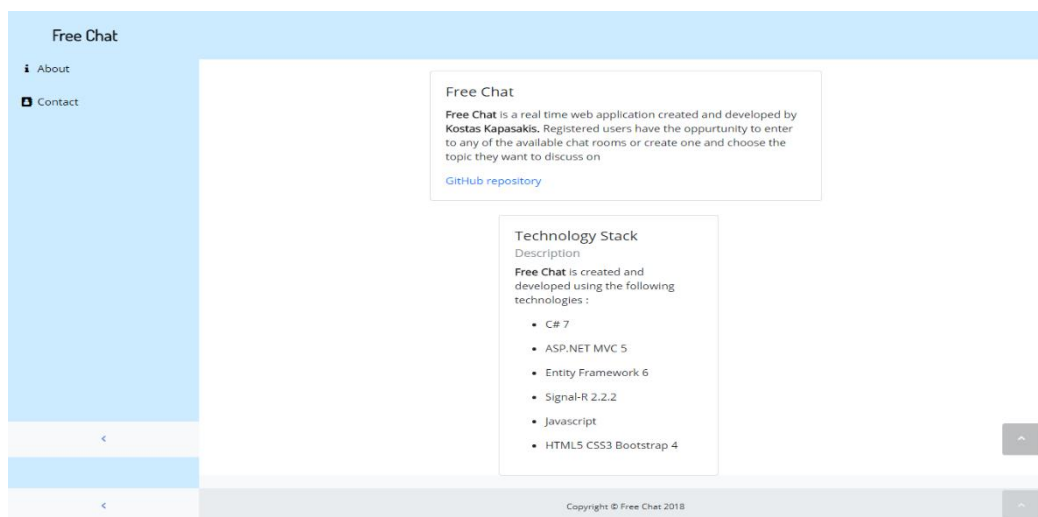 Free Chat
About
Contact
Free Chat
Free Chat is a real time web application created and developed by
Kostas Kapasakis. Registered users have the oppurtunity to enter
to any of the available chat rooms or create one and choose the
topic they want to discuss on
GitHub repository
Technology Stack
Description
Free Chat is created and
developed using the following
technologies :
• C# 7
• ASP.NET MVC 5
• Entity Framework 6
• Signal-R 2.2.2
• Javascript
• HTML5 CSS3 Bootstrap 4
Copyright © Free Chat 2018